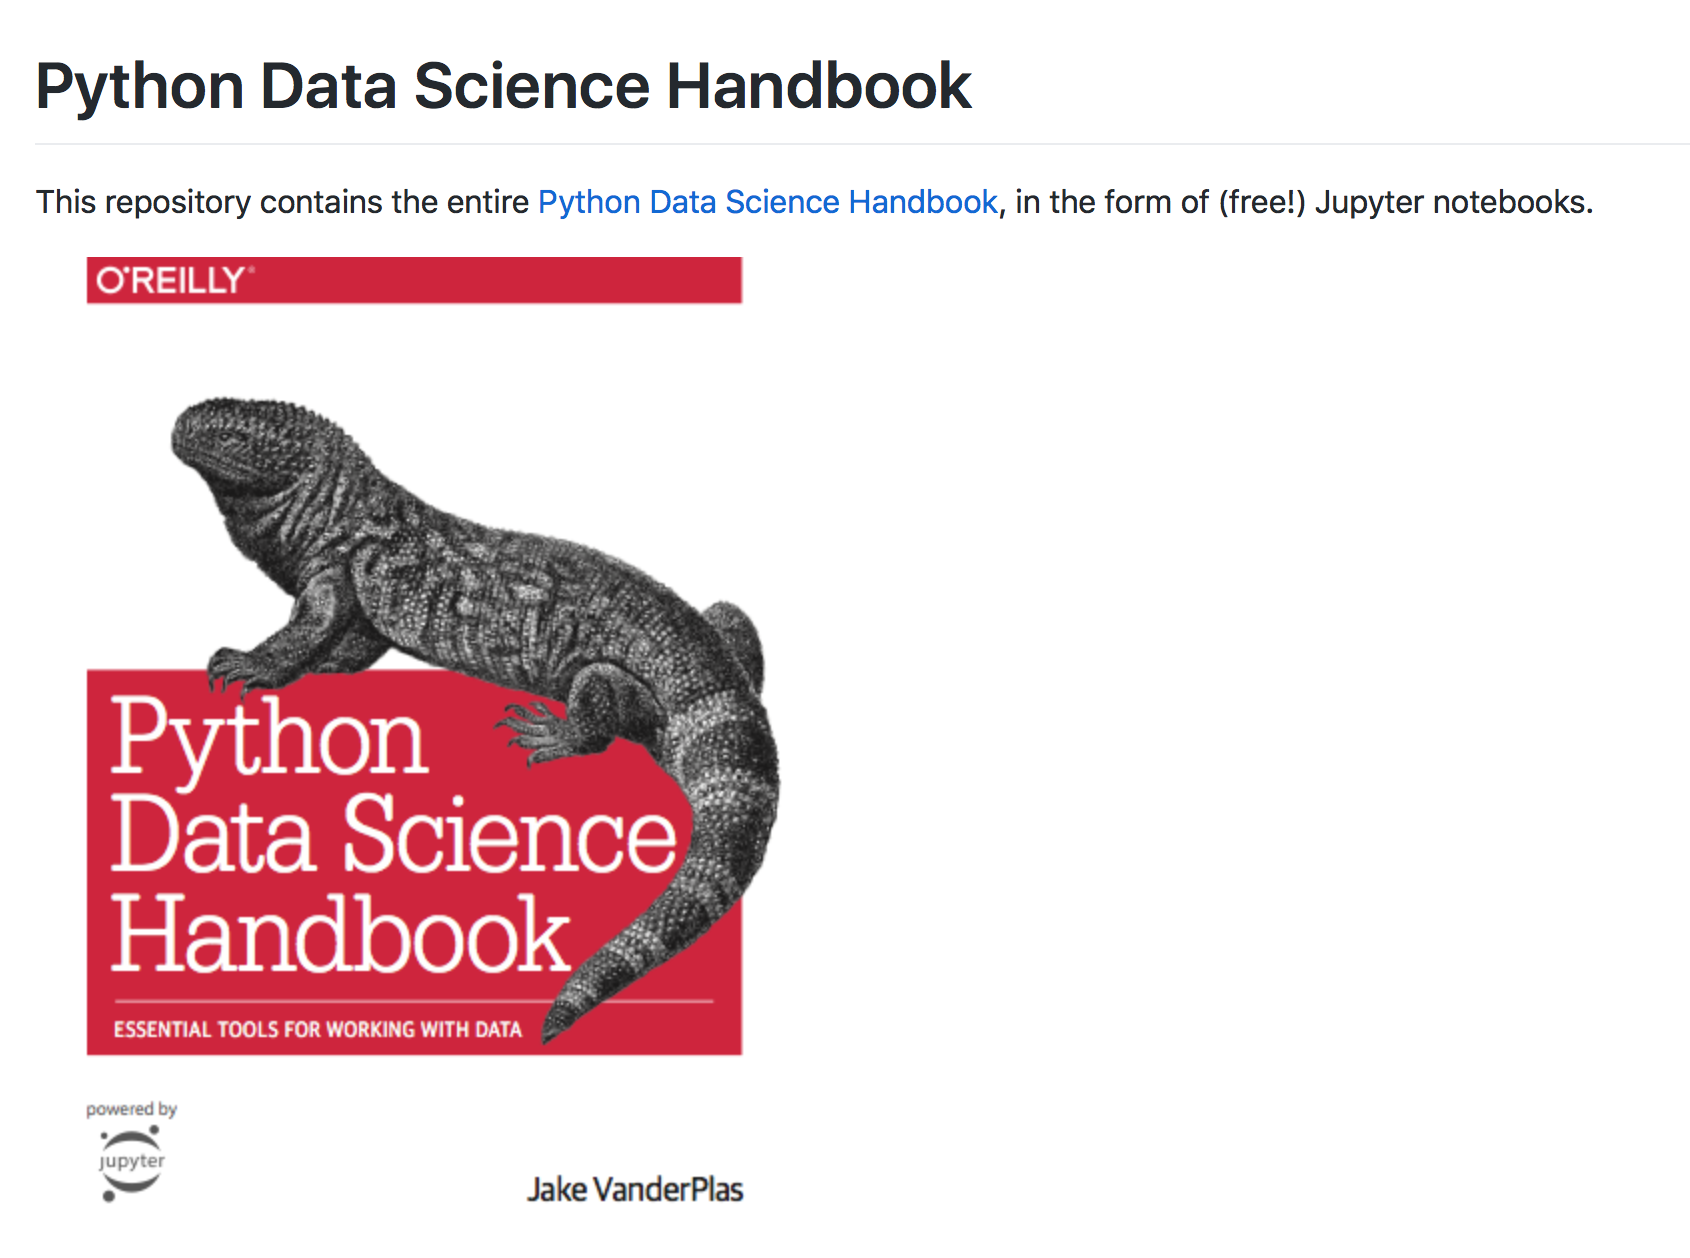 Python Data Science Handbook
This repository contains the entire Python Data Science Handbook, in the form of (free!) Jupyter notebooks.
O'REILLY®
Python
Data Science
Handbook
ESSENTIAL TOOLS FOR WORKING WITH DATA
powered by
jupyter
Jake VanderPlas